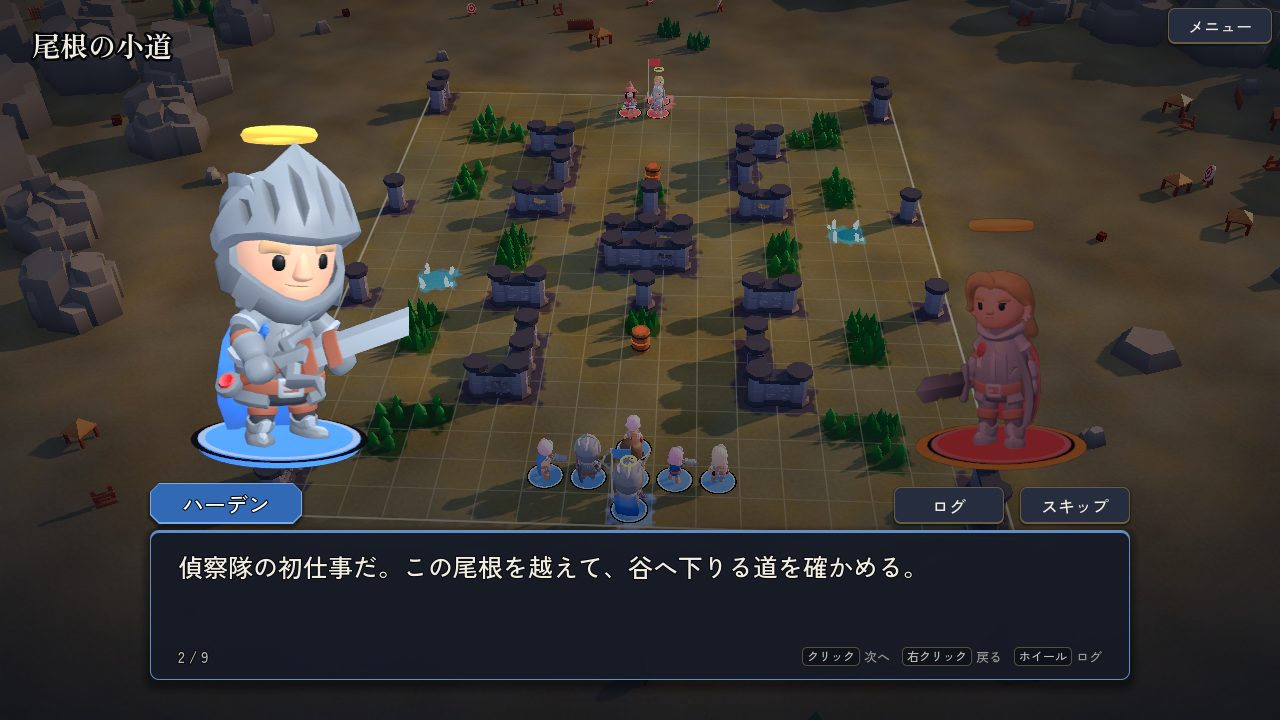 尾根の小道
メニュー
ハーデン
ログ
スキップ
偵察隊の初仕事だ。この尾根を越えて、谷へ下りる道を確かめる。
2 / 9
クリック 次へ 右クリック 戻る ホイール ログ